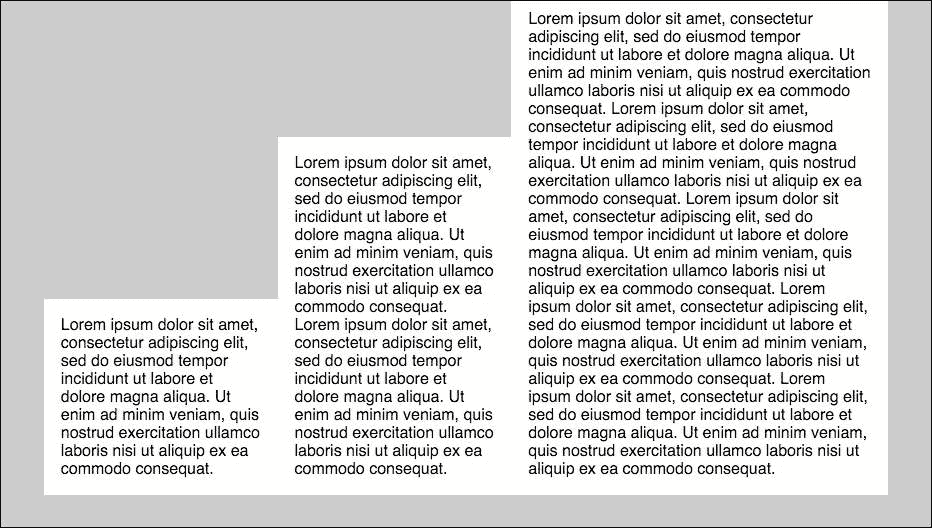 Lorem ipsum dolor sit amet,
consectetur adipiscing elit,
sed do eiusmod tempor
incididunt ut labore et
dolore magna aliqua. Ut
enim ad minim veniam, quis
nostrud exercitation ullamco
laboris nisi ut aliquip ex ea
commodo consequat.
Lorem ipsum dolor sit amet,
consectetur adipiscing elit,
sed do eiusmod tempor
incididunt ut labore et
dolore magna aliqua. Ut
enim ad minim veniam, quis
nostrud exercitation ullamco
laboris nisi ut aliquip ex ea
commodo consequat.
Lorem ipsum dolor sit amet,
consectetur adipiscing elit,
sed do eiusmod tempor
incididunt ut labore et
dolore magna aliqua. Ut
enim ad minim veniam, quis
nostrud exercitation ullamco
laboris nisi ut aliquip ex ea
commodo consequat.
Lorem ipsum dolor sit amet, consectetur
adipiscing elit, sed do eiusmod tempor
incididunt ut labore et dolore magna aliqua. Ut
enim ad minim veniam, quis nostrud exercitation
ullamco laboris nisi ut aliquip ex ea commodo
consequat. Lorem ipsum dolor sit amet,
consectetur adipiscing elit, sed do eiusmod
tempor incididunt ut labore et dolore magna
aliqua. Ut enim ad minim veniam, quis nostrud
exercitation ullamco laboris nisi ut aliquip ex ea
commodo consequat. Lorem ipsum dolor sit
amet, consectetur adipiscing elit, sed do
eiusmod tempor incididunt ut labore et dolore
magna aliqua. Ut enim ad minim veniam, quis
nostrud exercitation ullamco laboris nisi ut
aliquip ex ea commodo consequat. Lorem
ipsum dolor sit amet, consectetur adipiscing elit,
sed do eiusmod tempor incididunt ut labore et
dolore magna aliqua. Ut enim ad minim veniam,
quis nostrud exercitation ullamco laboris nisi ut
aliquip ex ea commodo consequat. Lorem
ipsum dolor sit amet, consectetur adipiscing elit,
sed do eiusmod tempor incididunt ut labore et
dolore magna aliqua. Ut enim ad minim veniam,
quis nostrud exercitation ullamco laboris nisi ut
aliquip ex ea commodo consequat.